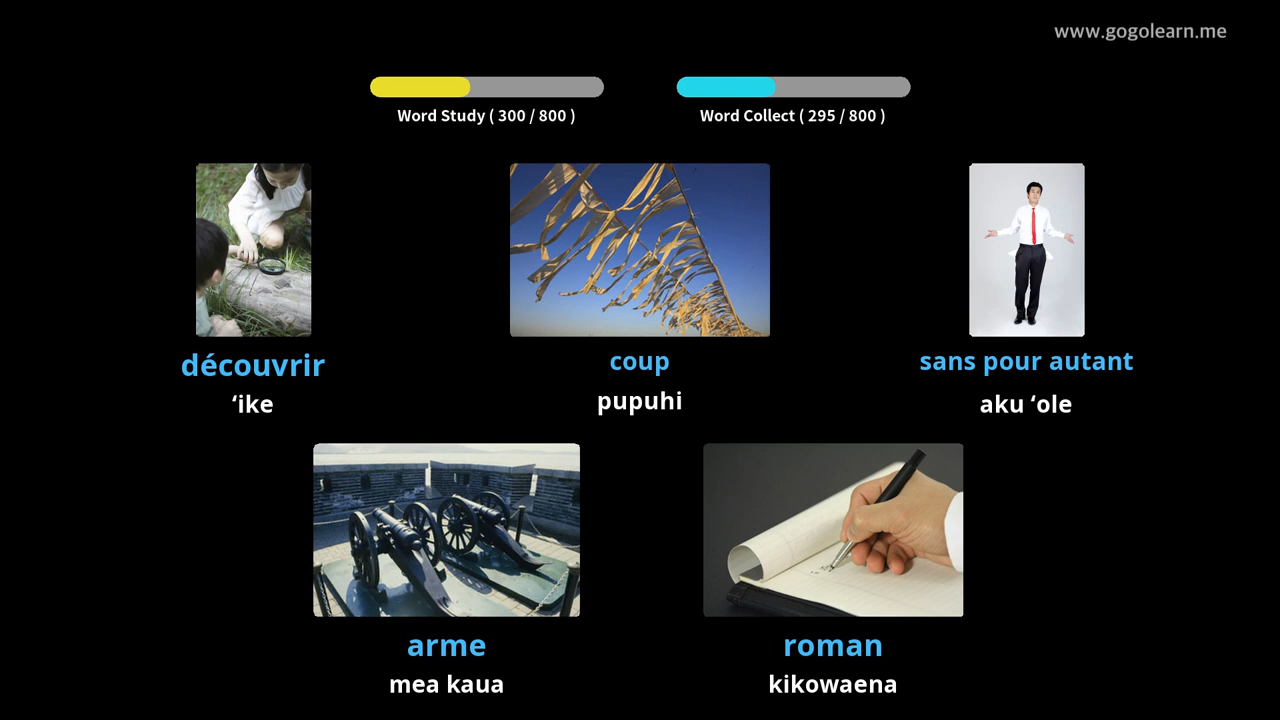 www.gogolearn.me
Word Study ( 300 / 800 )
Word Collect ( 295 / 800 )
découvrir
ʻike
coup
pupuhi
sans pour autant
aku ʻole
arme
mea kaua
roman
kikowaena